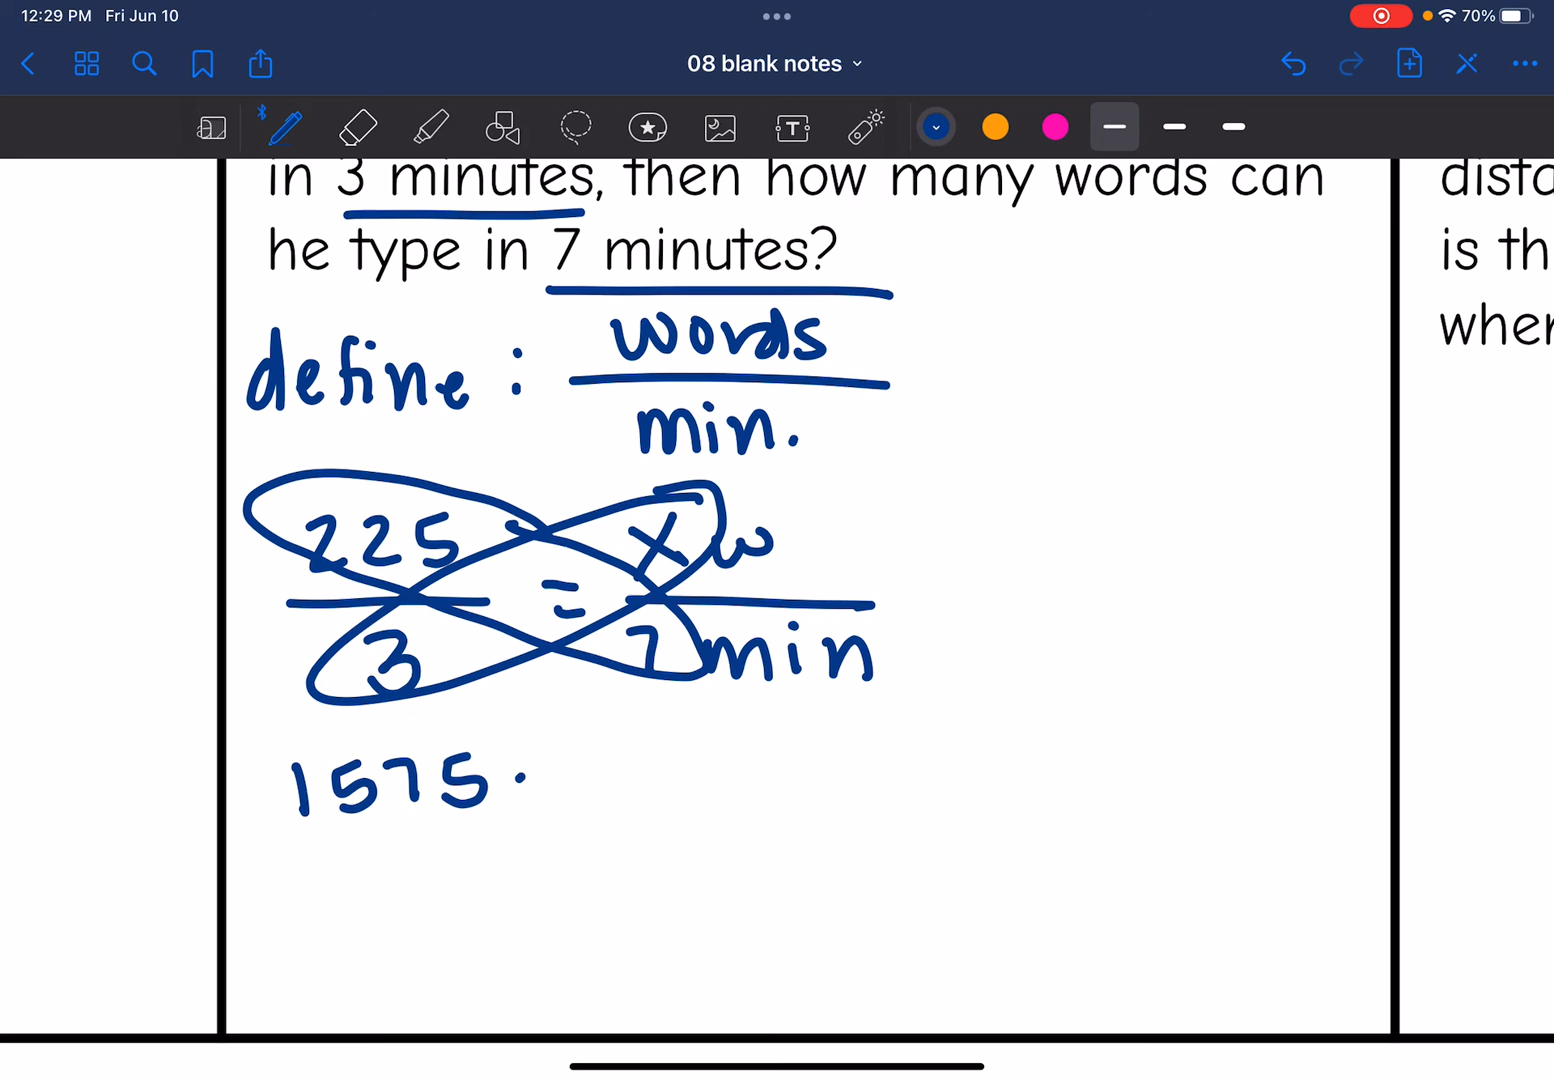 12:29 PM Fri Jun 10
70%
08 blank notes
T
in 3 minutes, then how many words can
he type in 7 minutes?
dista
is th
wher
define : words
min.
225 = x w
3 7 min
1575 ·